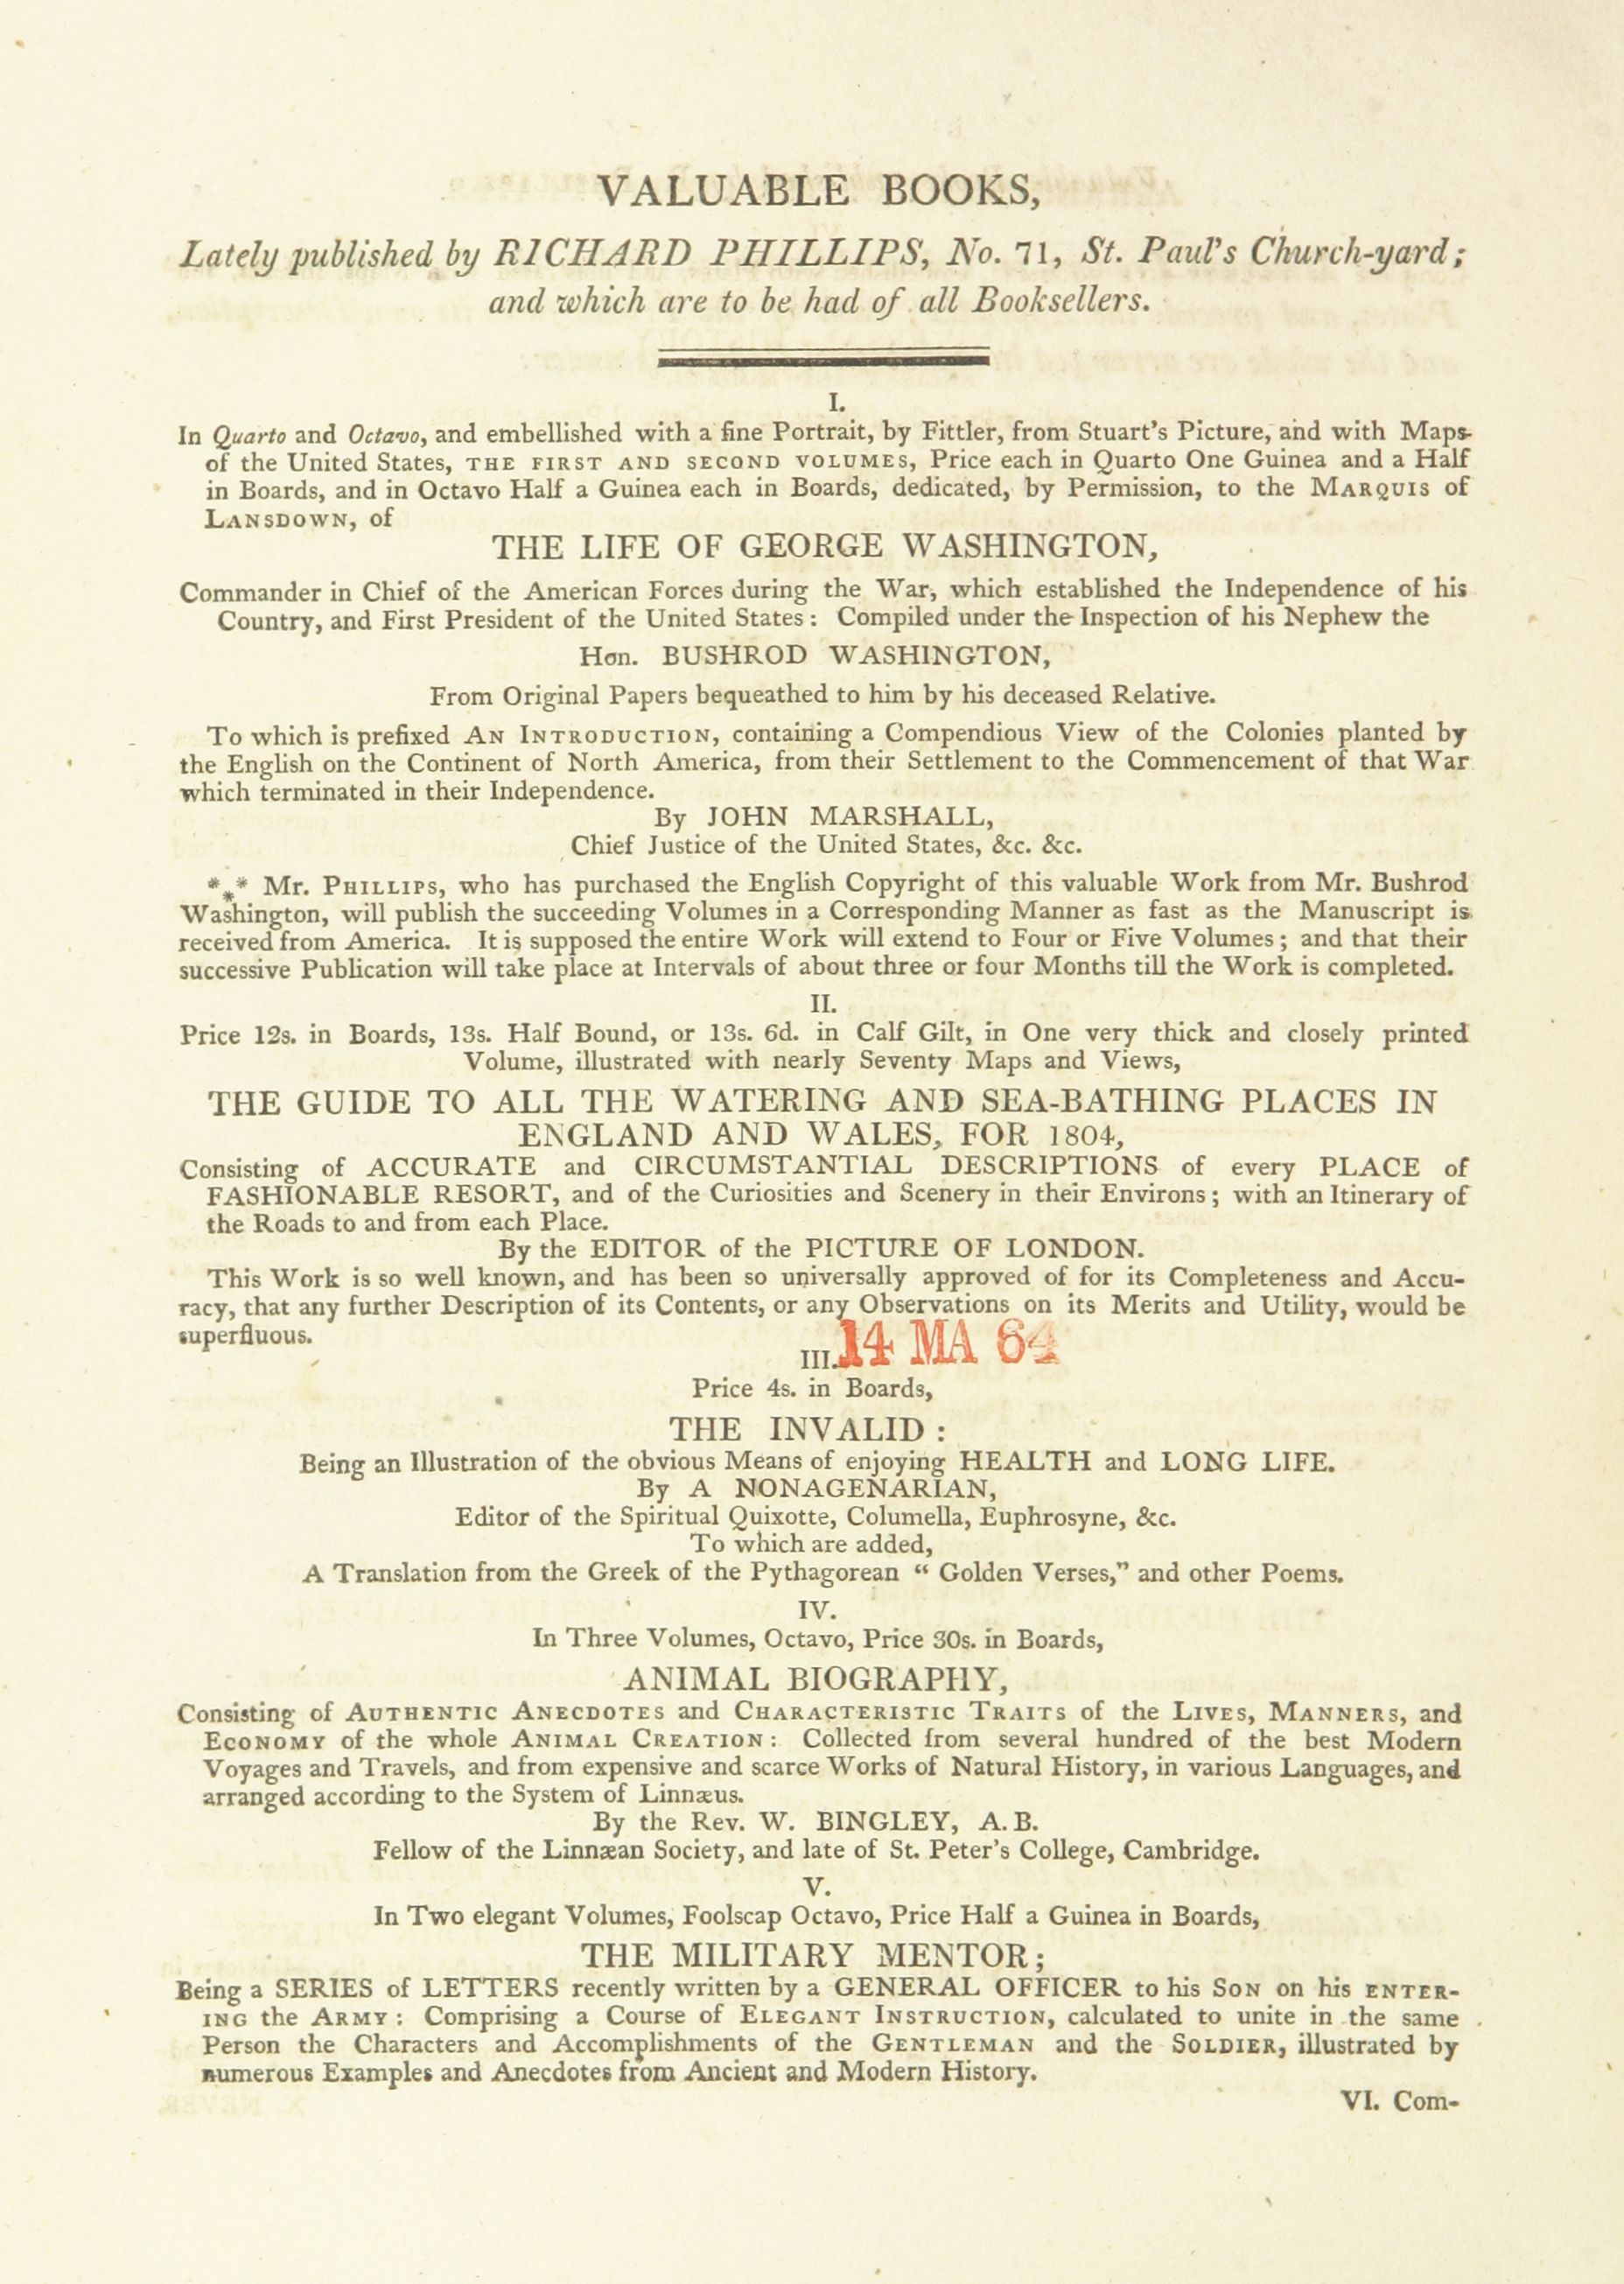 VALUABLE BOOKS,
Lately published by RICHARD PHILLIPS, No. 71, St. Paul's Church-yard;
and which are to be had of all Booksellers.
I.
In Quarto and Octavo, and embellished with a fine Portrait, by Fittler, from Stuart's Picture, and with Maps
of the United States, THE FIRST AND SECOND VOLUMES, Price each in Quarto One Guinea and a Half
in Boards, and in Octavo Half a Guinea each in Boards, dedicated, by Permission, to the MARQUIS of
LANSDOWN, of
THE LIFE OF GEORGE WASHINGTON,
Commander in Chief of the American Forces during the War, which established the Independence of his
Country, and First President of the United States: Compiled under the Inspection of his Nephew the
Hon. BUSHROD WASHINGTON,
From Original Papers bequeathed to him by his deceased Relative.
To which is prefixed AN INTRODUCTION, containing a Compendious View of the Colonies planted by
the English on the Continent of North America, from their Settlement to the Commencement of that War
which terminated in their Independence.
By JOHN MARSHALL,
Chief Justice of the United States, &c. &c.
*** Mr. PHILLIPS, who has purchased the English Copyright of this valuable Work from Mr. Bushrod
Washington, will publish the succeeding Volumes in a Corresponding Manner as fast as the Manuscript is
received from America. It is supposed the entire Work will extend to Four or Five Volumes; and that their
successive Publication will take place at Intervals of about three or four Months till the Work is completed.
II.
Price 12s. in Boards, 13s. Half Bound, or 13s. 6d. in Calf Gilt, in One very thick and closely printed
Volume, illustrated with nearly Seventy Maps and Views,
THE GUIDE TO ALL THE WATERING AND SEA-BATHING PLACES IN
ENGLAND AND WALES, FOR 1804,
Consisting of ACCURATE and CIRCUMSTANTIAL DESCRIPTIONS of every PLACE of
FASHIONABLE RESORT, and of the Curiosities and Scenery in their Environs; with an Itinerary of
the Roads to and from each Place.
By the EDITOR of the PICTURE OF LONDON.
This Work is so well known, and has been so universally approved of for its Completeness and Accu-
racy, that any further Description of its Contents, or any Observations on its Merits and Utility, would be
superfluous.
III. 14 MA 64
Price 4s. in Boards,
THE INVALID:
Being an Illustration of the obvious Means of enjoying HEALTH and LONG LIFE.
By A NONAGENARIAN,
Editor of the Spiritual Quixotte, Columella, Euphrosyne, &c.
To which are added,
A Translation from the Greek of the Pythagorean "Golden Verses," and other Poems.
IV.
In Three Volumes, Octavo, Price 30s. in Boards,
ANIMAL BIOGRAPHY,
Consisting of AUTHENTIC ANECDOTES and CHARACTERISTIC TRAITS of the LIVES, MANNERS, and
ECONOMY of the whole ANIMAL CREATION: Collected from several hundred of the best Modern
Voyages and Travels, and from expensive and scarce Works of Natural History, in various Languages, and
arranged according to the System of Linnæus.
By the Rev. W. BINGLEY, A.B.
Fellow of the Linnæan Society, and late of St. Peter's College, Cambridge.
V.
In Two elegant Volumes, Foolscap Octavo, Price Half a Guinea in Boards,
THE MILITARY MENTOR;
Being a SERIES of LETTERS recently written by a GENERAL OFFICER to his SON on his ENTER-
ING the ARMY: Comprising a Course of ELEGANT INSTRUCTION, calculated to unite in the same
Person the Characters and Accomplishments of the GENTLEMAN and the SOLDIER, illustrated by
numerous Examples and Anecdotes from Ancient and Modern History.
VI. Com-